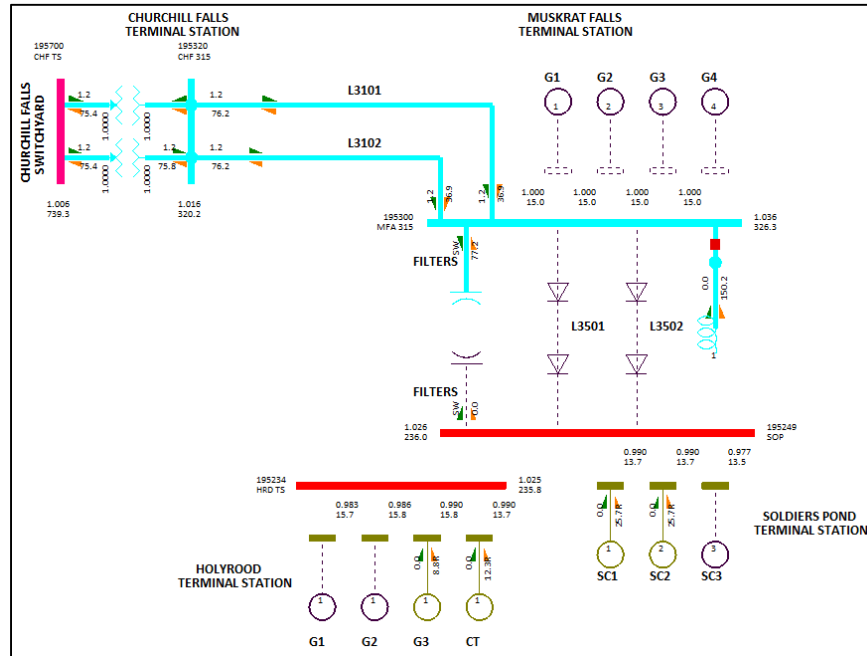 CHURCHILL FALLS
TERMINAL STATION
MUSKRAT FALLS
TERMINAL STATION
195700
CHF TS
195320
CHF 315
G1
G2
G3
G4
CHURCHILL FALLS
SWITCHYARD
1.2
75.4
1.0000
1.0000
1.2
1.2
76.2
L3101
1
2
3
4
1.2
75.4
1.0000
1.0000
1.2
75.8
1.2
76.2
L3102
1.006
739.3
1.016
320.2
1.2
36.9
1.2
36.9
1.000
15.0
1.000
15.0
1.000
15.0
1.000
15.0
195300
MFA 315
1.036
326.3
SW
77.2
FILTERS
0.0
150.2
L3501
L3502
1
FILTERS
SW
0.0
1.026
236.0
195249
SOP
195234
HRD TS
1.025
235.8
0.990
13.7
0.990
13.7
0.977
13.5
0.983
15.7
0.986
15.8
0.990
15.8
0.990
13.7
0.0
25.7R
0.0
25.7R
SOLDIERS POND
TERMINAL STATION
1
2
3
SC1
SC2
SC3
HOLYROOD
TERMINAL STATION
0.0
8.8R
0.0
12.3R
1
1
1
1
G1
G2
G3
CT